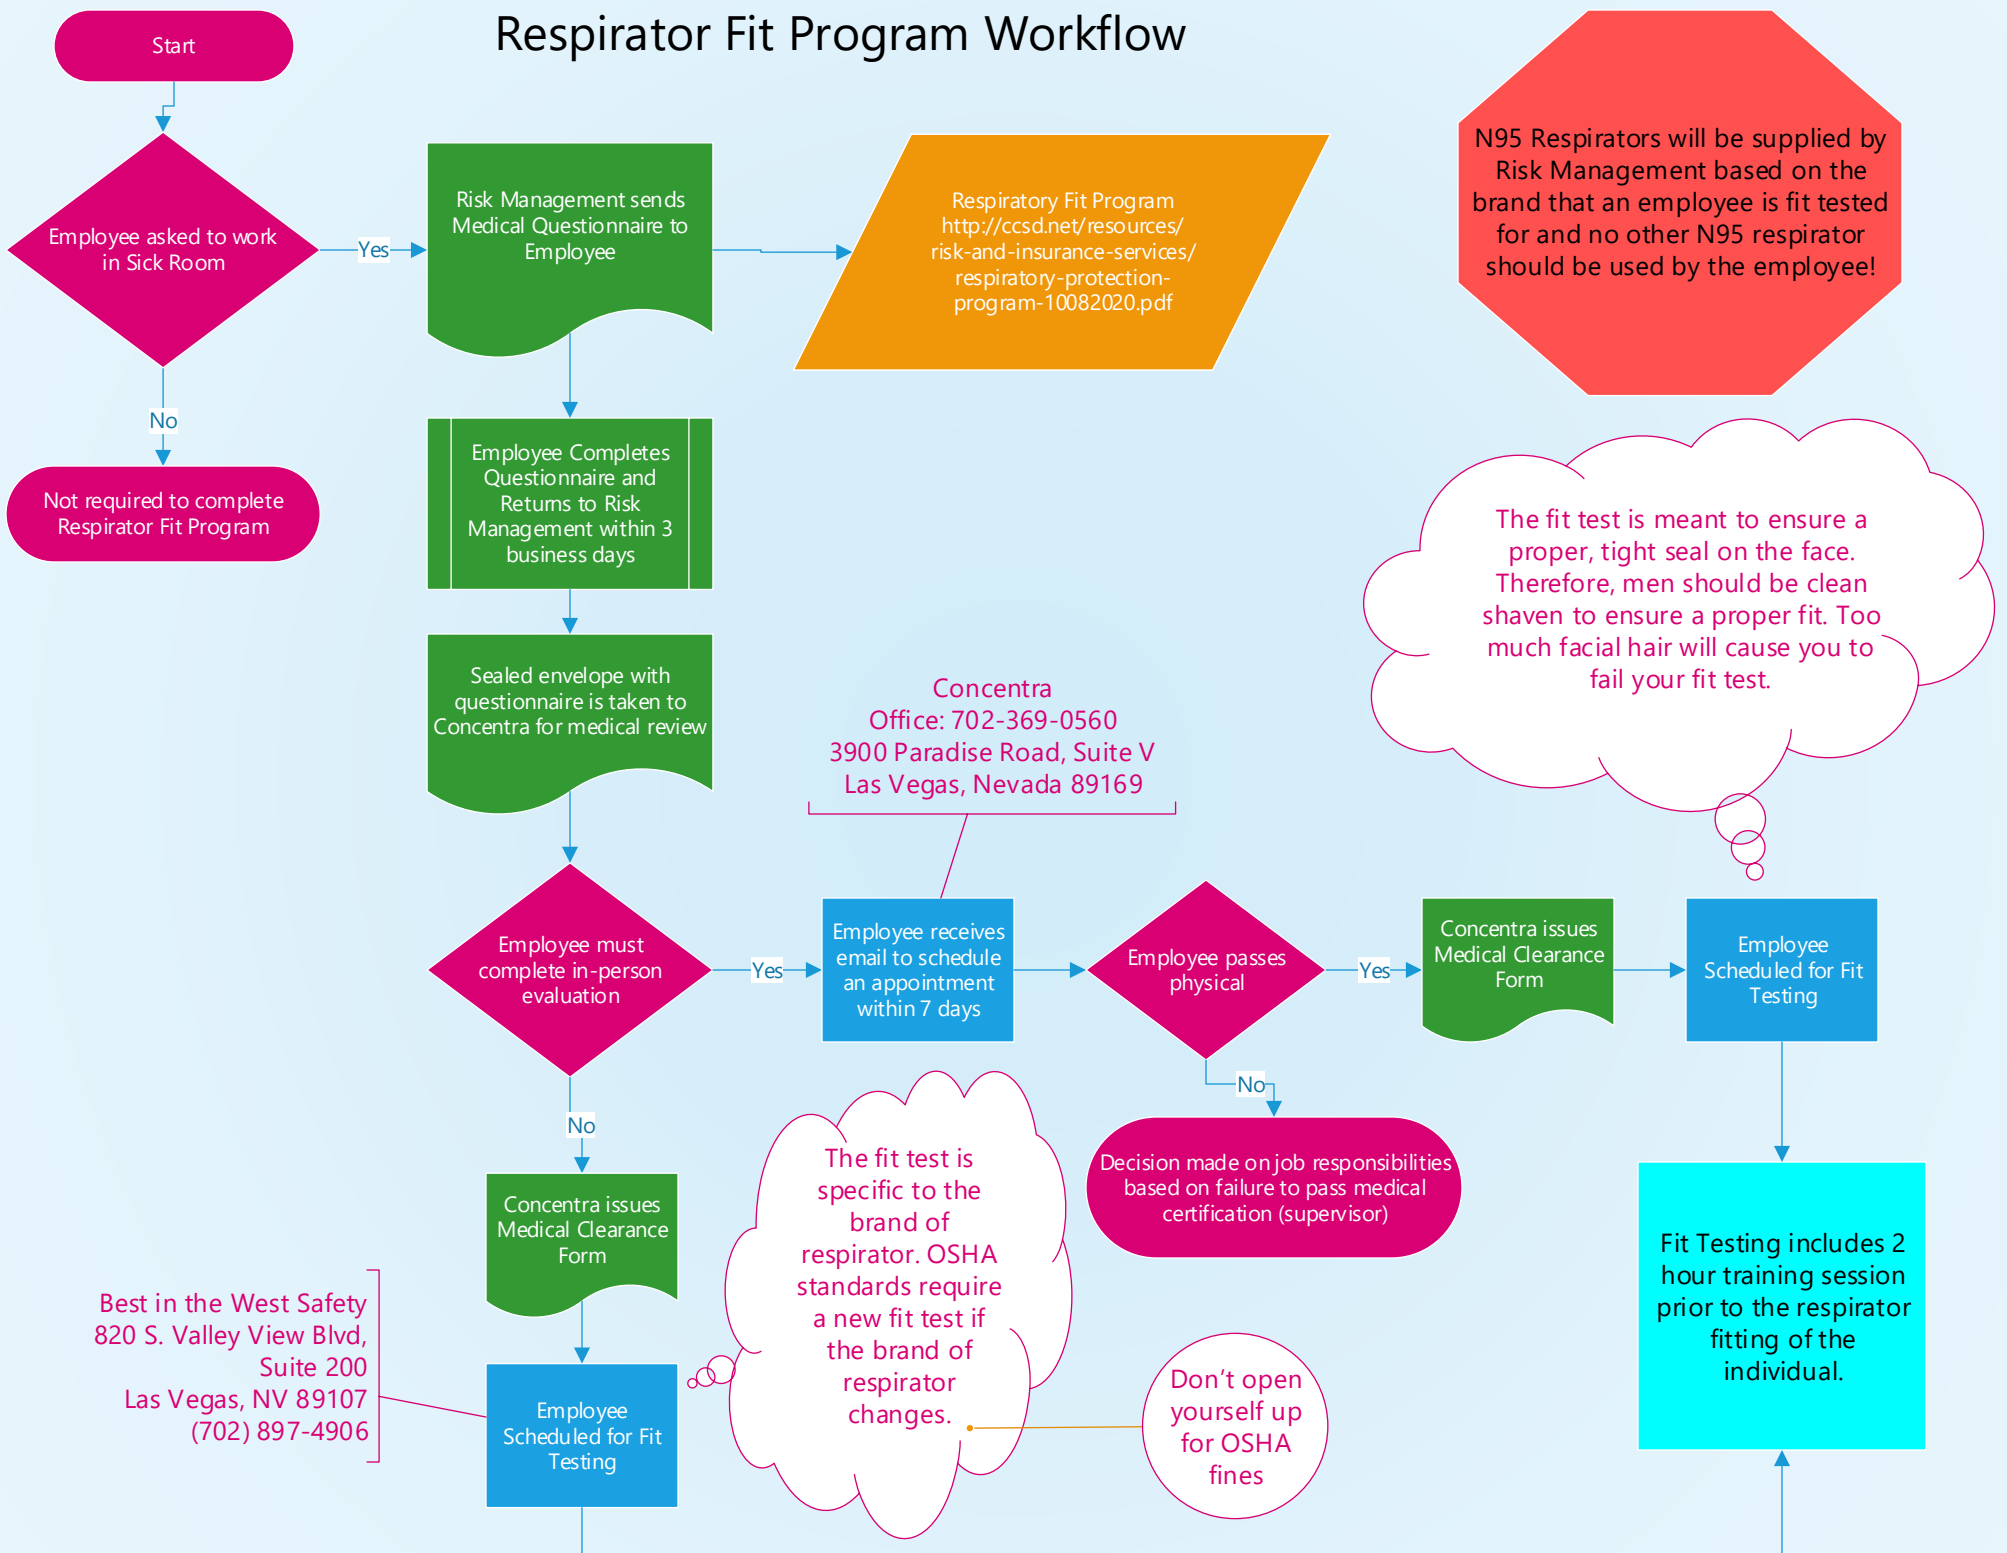 Respirator Fit Program Workflow
Start
Employee asked to work
in Sick Room
Yes
No
Not required to complete
Respirator Fit Program
Risk Management sends
Medical Questionnaire to
Employee
Respiratory Fit Program
http://ccsd.net/resources/
risk-and-insurance-services/
respiratory-protection-
program-10082020.pdf
N95 Respirators will be supplied by
Risk Management based on the
brand that an employee is fit tested
for and no other N95 respirator
should be used by the employee!
Employee Completes
Questionnaire and
Returns to Risk
Management within 3
business days
Sealed envelope with
questionnaire is taken to
Concentra for medical review
The fit test is meant to ensure a
proper, tight seal on the face.
Therefore, men should be clean
shaven to ensure a proper fit. Too
much facial hair will cause you to
fail your fit test.
Concentra
Office: 702-369-0560
3900 Paradise Road, Suite V
Las Vegas, Nevada 89169
Employee must
complete in-person
evaluation
Yes
Employee receives
email to schedule
an appointment
within 7 days
Employee passes
physical
Yes
Concentra issues
Medical Clearance
Form
Employee
Scheduled for Fit
Testing
No
Decision made on job responsibilities
based on failure to pass medical
certification (supervisor)
No
Concentra issues
Medical Clearance
Form
The fit test is
specific to the
brand of
respirator. OSHA
standards require
a new fit test if
the brand of
respirator
changes.
Don't open
yourself up
for OSHA
fines
Fit Testing includes 2
hour training session
prior to the respirator
fitting of the
individual.
Best in the West Safety
820 S. Valley View Blvd,
Suite 200
Las Vegas, NV 89107
(702) 897-4906
Employee
Scheduled for Fit
Testing